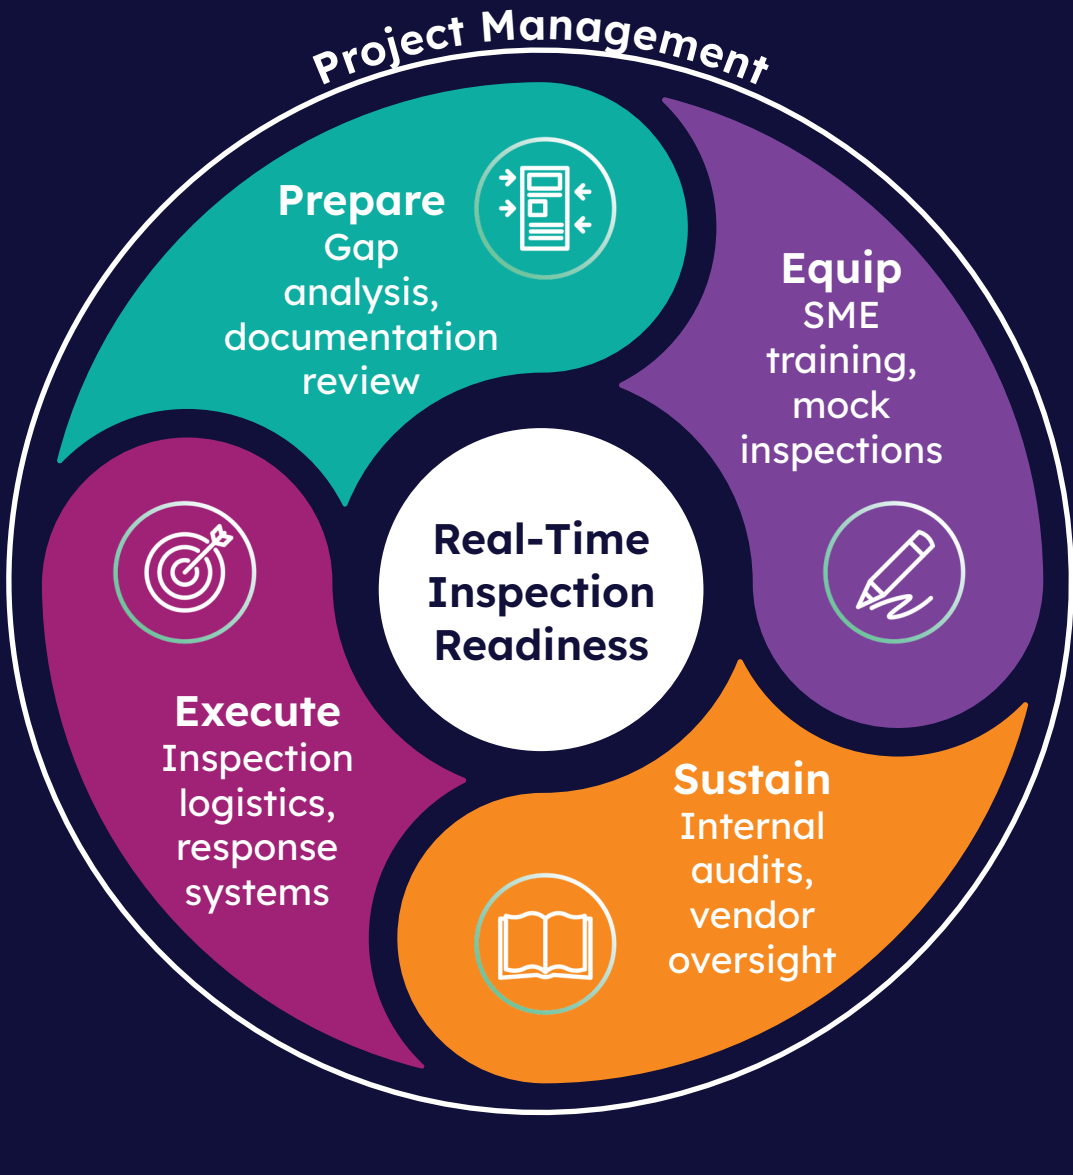 Project Management
Prepare
Gap
analysis,
documentation
review
Equip
SME
training,
mock
inspections
Real-Time
Inspection
Readiness
Execute
Inspection
logistics,
response
systems
Sustain
Internal
audits,
vendor
oversight